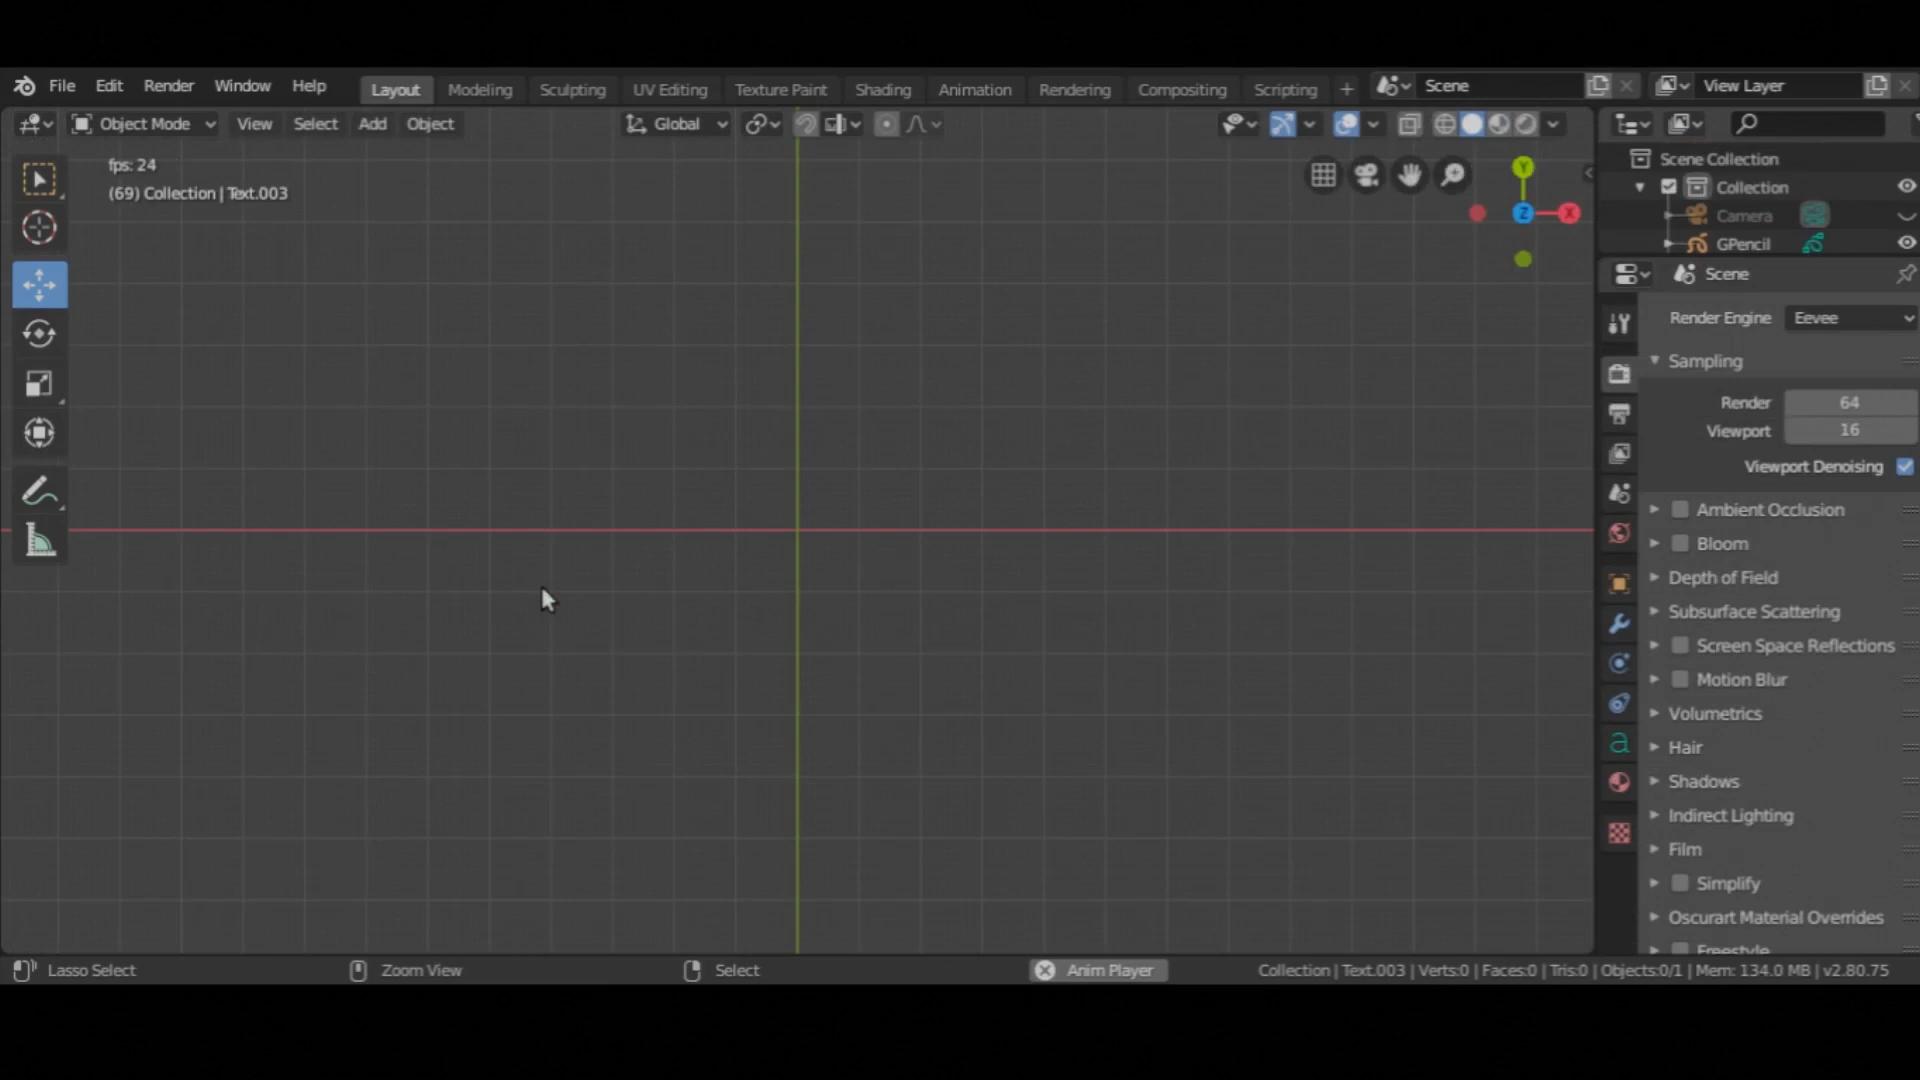 File Edit Render Window Help Layout Modeling Sculpting UV Editing Texture Paint Shading Animation Rendering Compositing Scripting + Scene View Layer
Object Mode View Select Add Object Global
fps: 24
(69) Collection | Text.003
Y
Z
X
Scene Collection
Collection
Camera
GPencil
Scene
Render Engine Eevee
Sampling
Render 64
Viewport 16
Viewport Denoising
Ambient Occlusion
Bloom
Depth of Field
Subsurface Scattering
Screen Space Reflections
Motion Blur
Volumetrics
Hair
Shadows
Indirect Lighting
Film
Simplify
Oscurart Material Overrides
Freestyle
Lasso Select Zoom View Select Anim Player Collection | Text.003 | Verts:0 | Faces:0 | Tris:0 | Objects:0/1 | Mem: 134.0 MB | v2.80.75